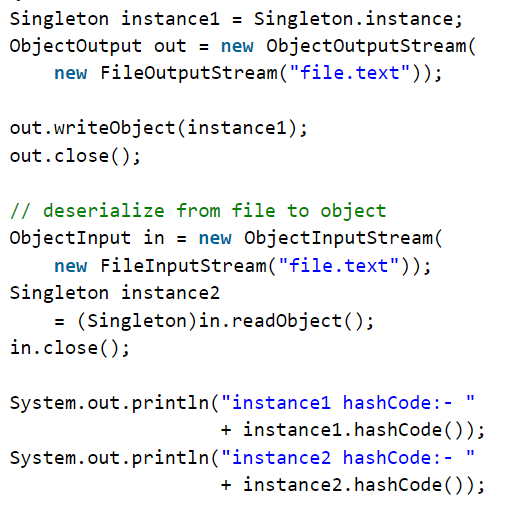 Singleton instance1 = Singleton.instance;
ObjectOutput out = new ObjectOutputStream(
    new FileOutputStream("file.text"));

out.writeObject(instance1);
out.close();

// deserialize from file to object
ObjectInput in = new ObjectInputStream(
    new FileInputStream("file.text"));
Singleton instance2
    = (Singleton)in.readObject();
in.close();

System.out.println("instance1 hashCode:- "
                   + instance1.hashCode());
System.out.println("instance2 hashCode:- "
                   + instance2.hashCode());